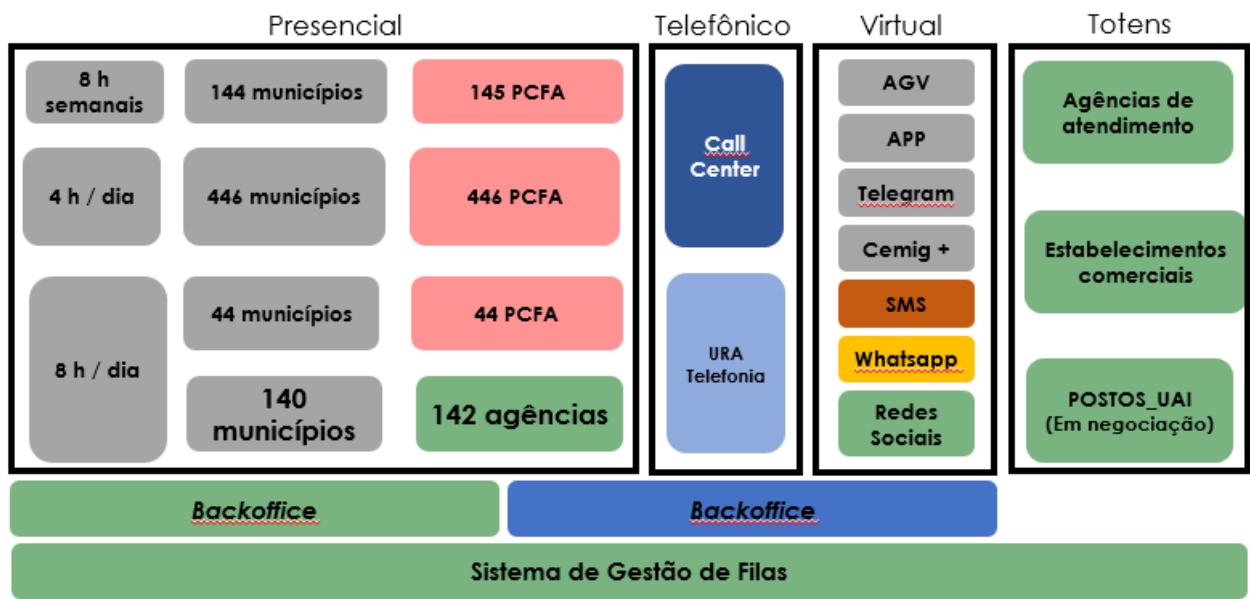 Presencial
8 h
semanais
144 municípios
145 PCFA
4 h / dia
446 municípios
446 PCFA
8 h / dia
44 municípios
44 PCFA
140
municípios
142 agências
Telefônico
Call
Center
URA
Telefonia
Virtual
AGV
APP
Telegram
Cemig +
SMS
Whatsapp
Redes
Sociais
Totens
Agências de
atendimento
Estabelecimentos
comerciais
POSTOS_UAI
(Em negociação)
Backoffice
Backoffice
Sistema de Gestão de Filas